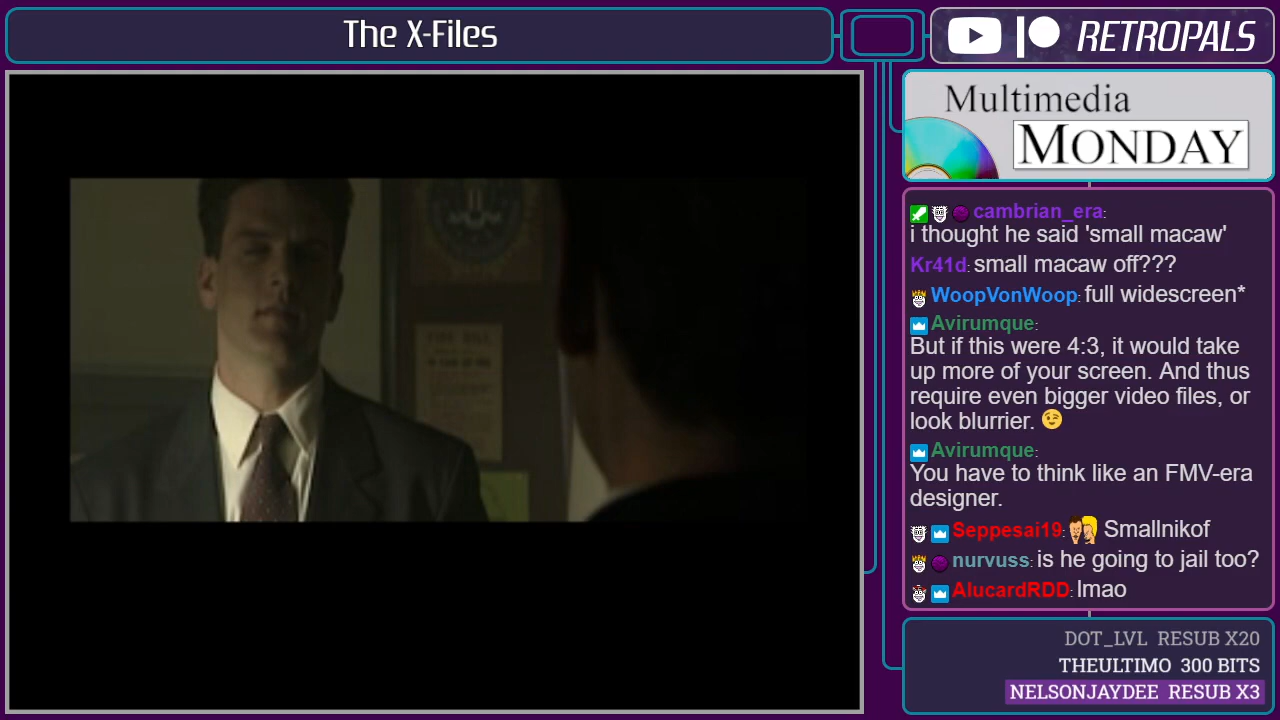 The X-Files
RETROPALS
Multimedia
MONDAY
cambrian_era:
i thought he said 'small macaw'
Kr41d: small macaw off???
WoopVonWoop: full widescreen*
Avirumque:
But if this were 4:3, it would take
up more of your screen. And thus
require even bigger video files, or
look blurrier. 😉
Avirumque:
You have to think like an FMV-era
designer.
Seppesai19: Smallnikof
nurvuss: is he going to jail too?
AlucardRDD: lmao
DOT_LVL RESUB X20
THEULTIMO 300 BITS
NELSONJAYDEE RESUB X3